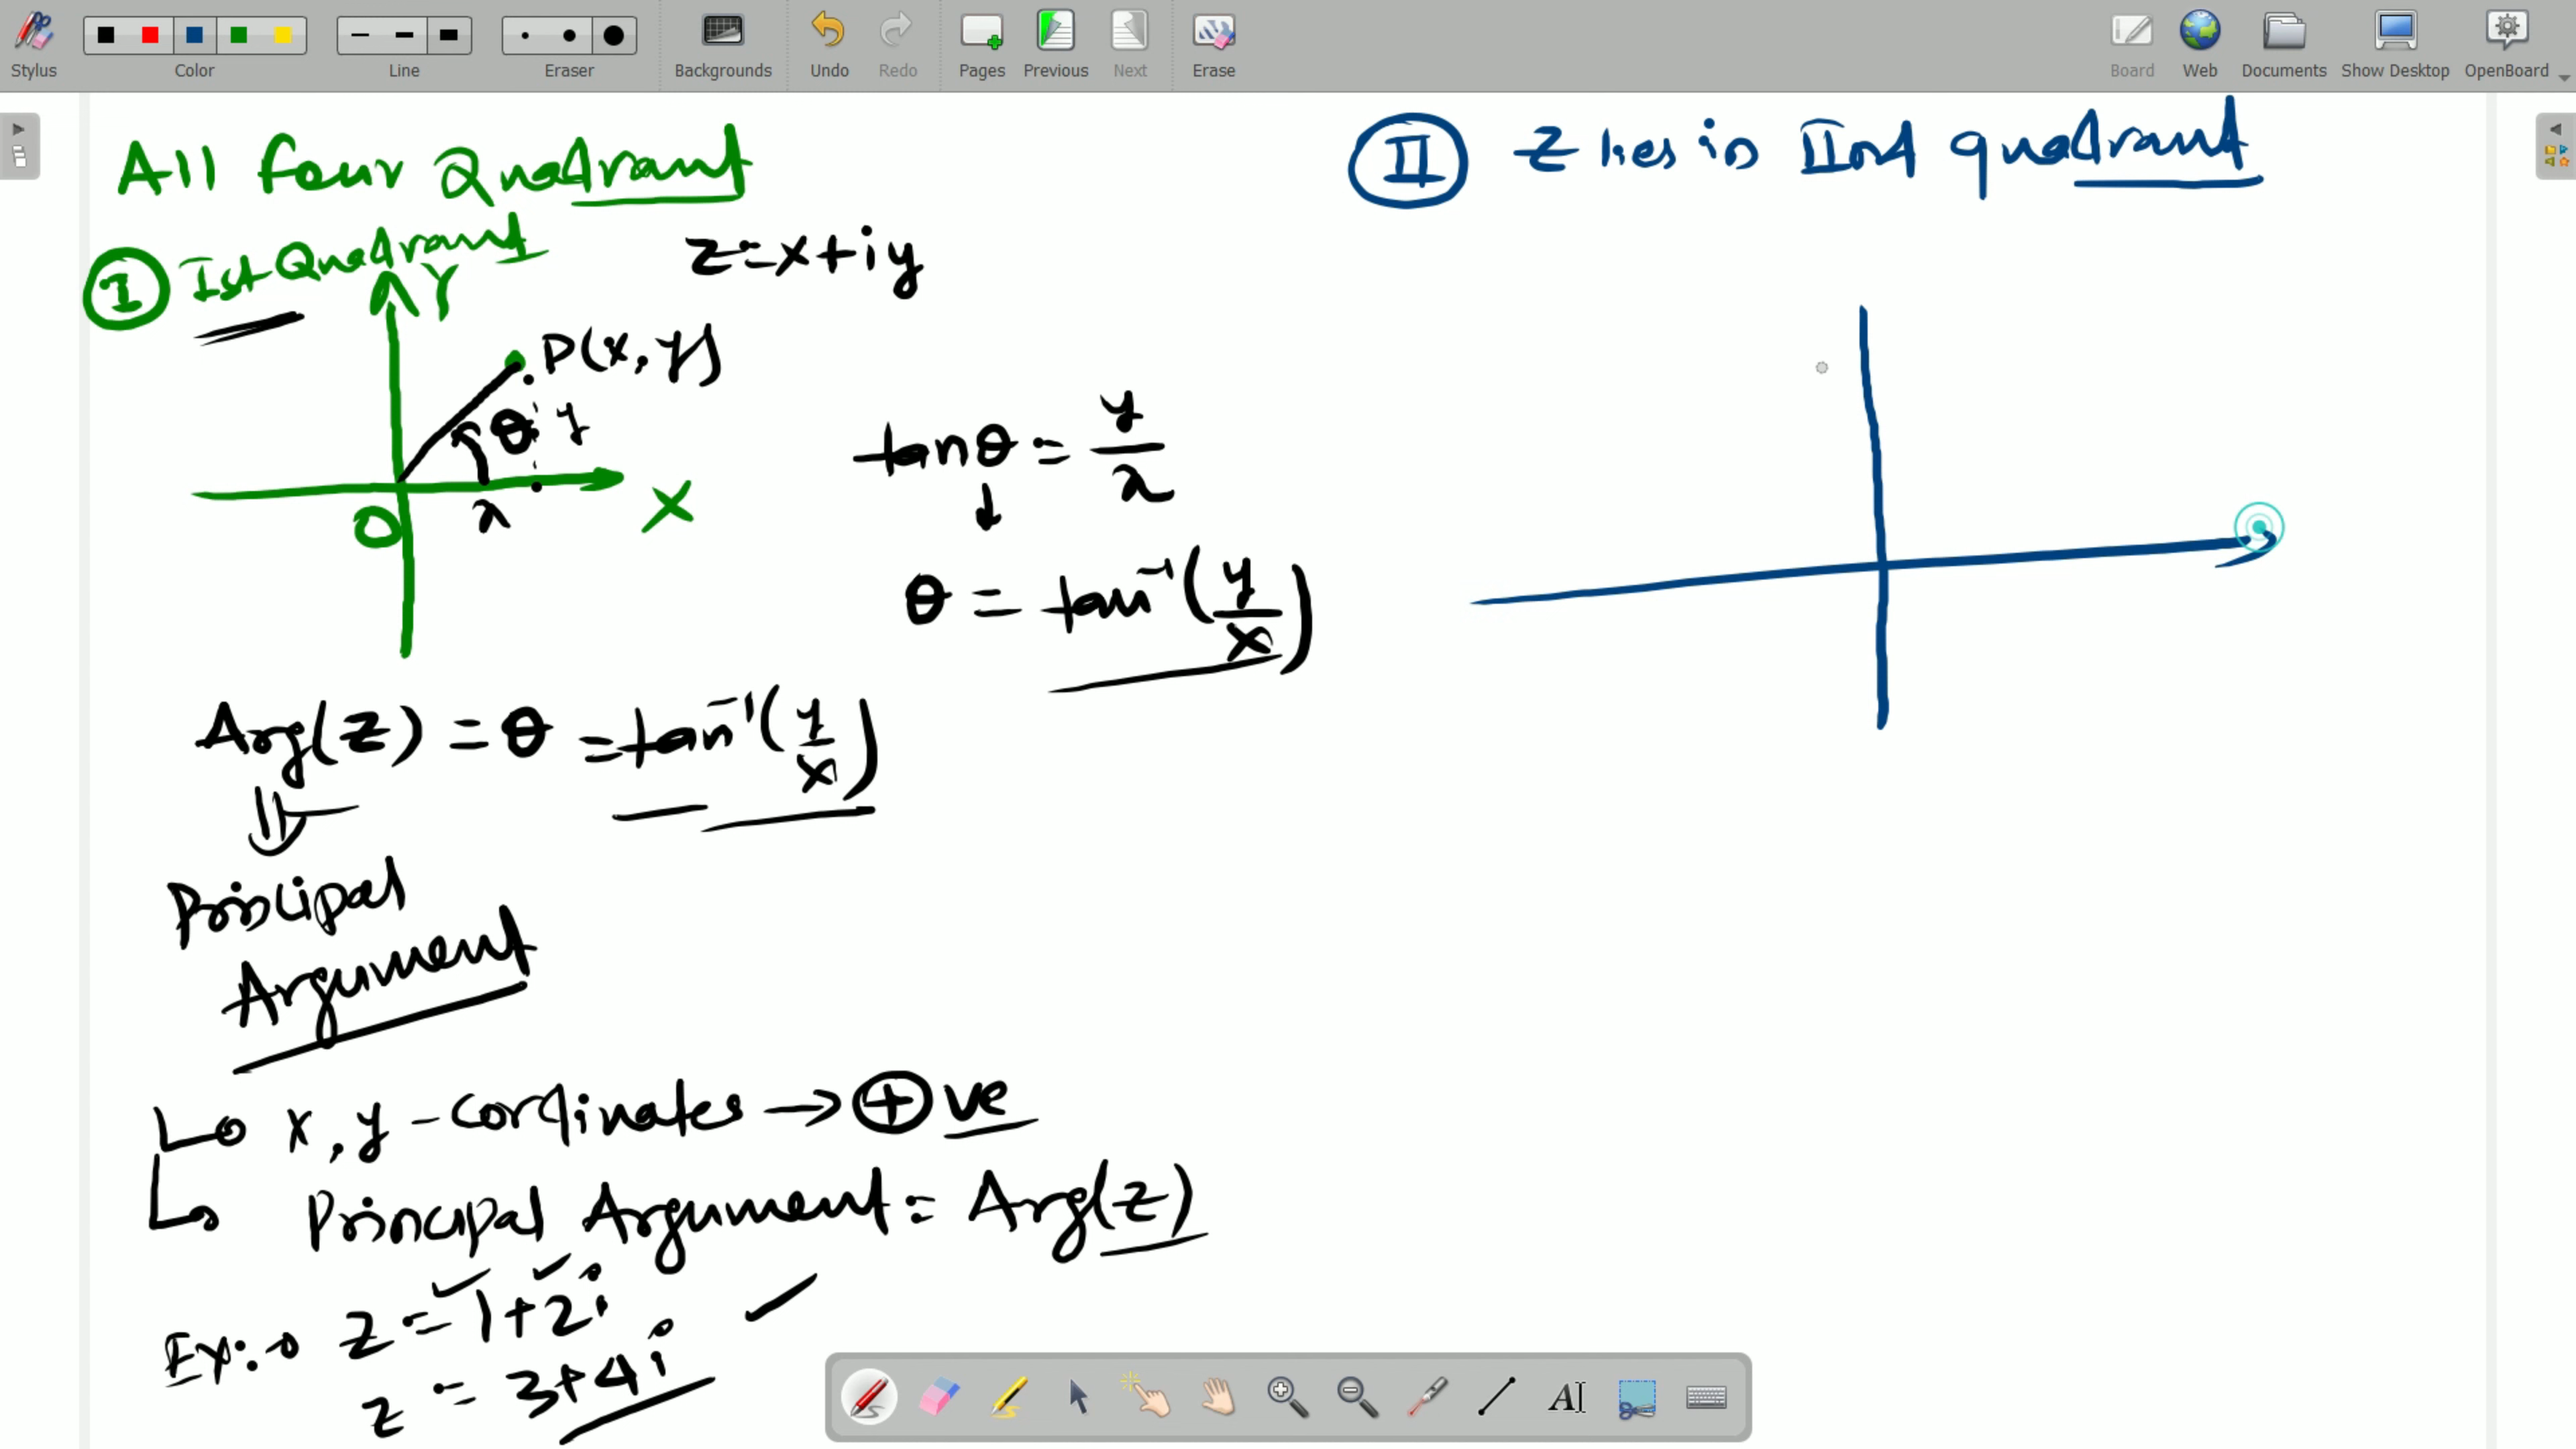 Stylus Color Line Eraser Backgrounds Undo Redo Pages Previous Next Erase Board Web Documents Show Desktop OpenBoard
All four Quadrant
I Ist Quadrant
z=x+iy
Y
P(x, y)
θ y
O x X
tanθ = y/x
↓
θ = tan⁻¹(y/x)
Arg(z) = θ = tan⁻¹(y/x)
⇓
Principal
Argument
x, y - cordinates → ⊕ ve
Principal Argument = Arg(z)
Ex:→ z = 1+2i
z = 3+4i
II z lies in IInd quadrant